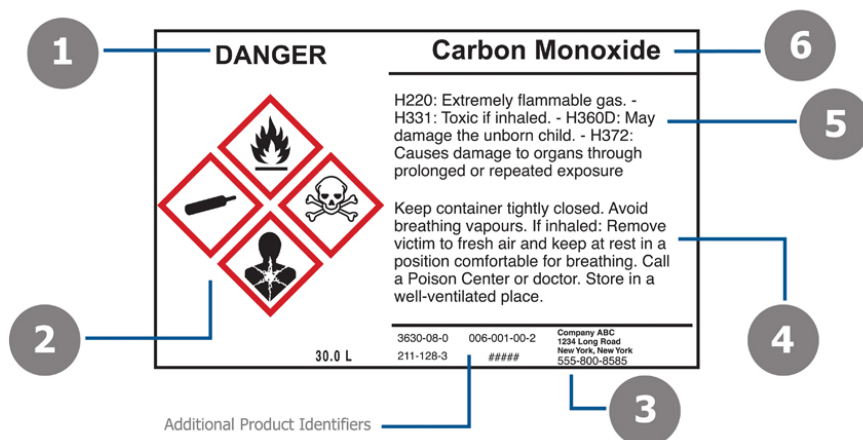 1
DANGER
Carbon Monoxide
6
H220: Extremely flammable gas. -
H331: Toxic if inhaled. - H360D: May
damage the unborn child. - H372:
Causes damage to organs through
prolonged or repeated exposure
5
Keep container tightly closed. Avoid
breathing vapours. If inhaled: Remove
victim to fresh air and keep at rest in a
position comfortable for breathing. Call
a Poison Center or doctor. Store in a
well-ventilated place.
2
4
30.0 L
3630-08-0 006-001-00-2
211-128-3 #####
Company ABC
1234 Long Road
New York, New York
555-800-8585
3
Additional Product Identifiers